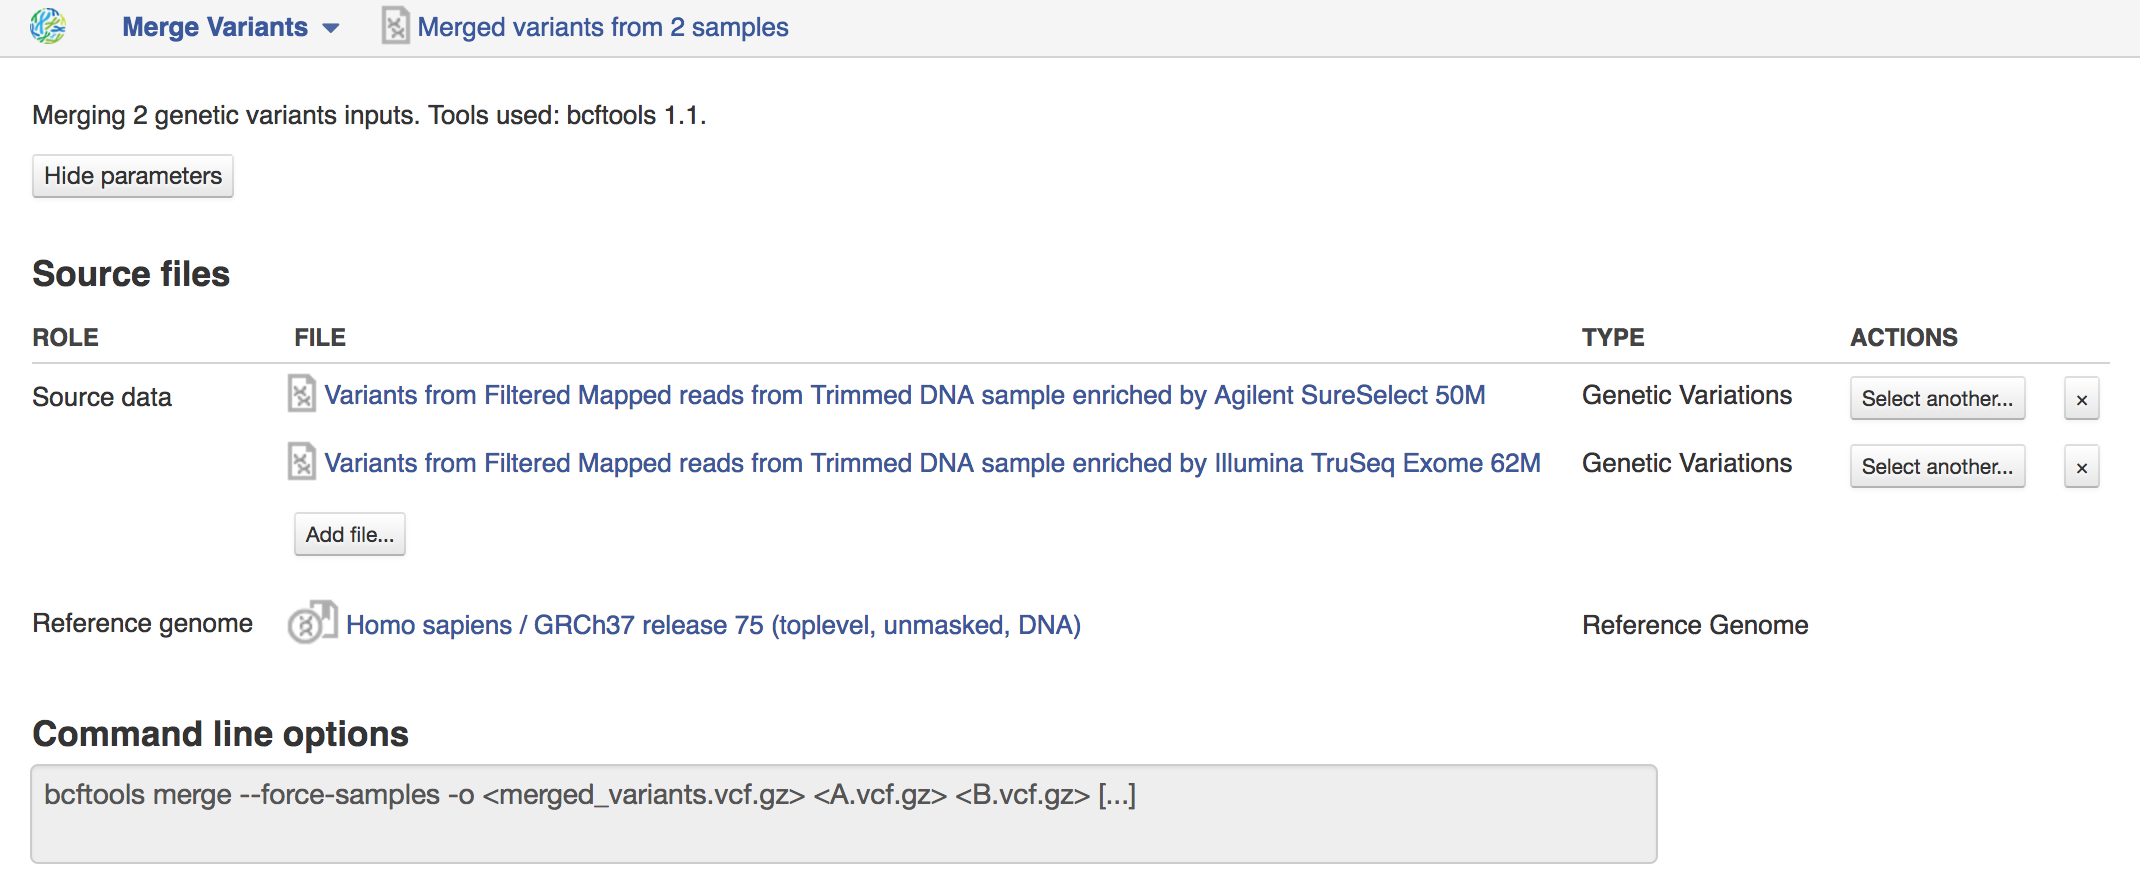 Merge Variants Merged variants from 2 samples
Merging 2 genetic variants inputs. Tools used: bcftools 1.1.
Hide parameters
Source files
ROLE FILE TYPE ACTIONS
Source data Variants from Filtered Mapped reads from Trimmed DNA sample enriched by Agilent SureSelect 50M Genetic Variations Select another... ×
Variants from Filtered Mapped reads from Trimmed DNA sample enriched by Illumina TruSeq Exome 62M Genetic Variations Select another... ×
Add file...
Reference genome Homo sapiens / GRCh37 release 75 (toplevel, unmasked, DNA) Reference Genome
Command line options
bcftools merge --force-samples -o <merged_variants.vcf.gz> <A.vcf.gz> <B.vcf.gz> [...]